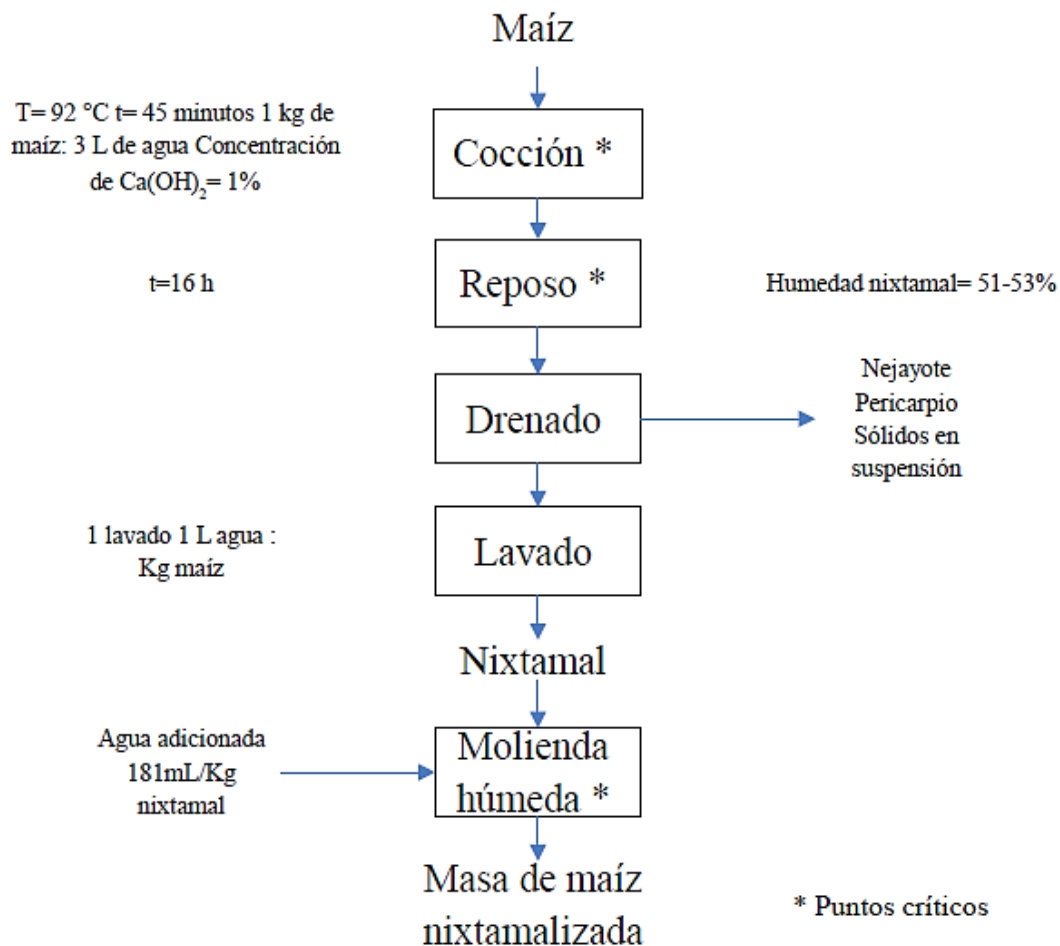 Maíz
T= 92 °C t= 45 minutos 1 kg de
maíz: 3 L de agua Concentración
de Ca(OH)₂= 1%
Cocción *
t=16 h
Reposo *
Humedad nixtamal= 51-53%
Drenado
Nejayote
Pericarpio
Sólidos en
suspensión
1 lavado 1 L agua :
Kg maíz
Lavado
Nixtamal
Agua adicionada
181mL/Kg
nixtamal
Molienda
húmeda *
Masa de maíz
nixtamalizada
* Puntos críticos